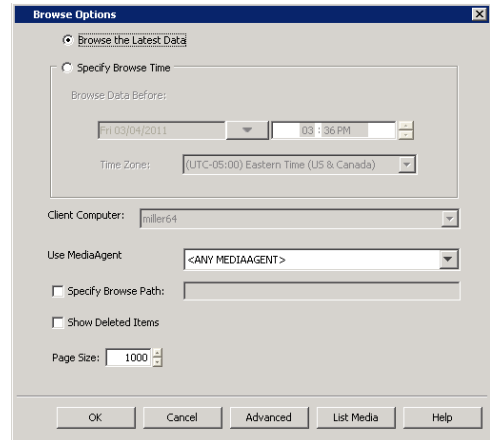 Browse Options
Browse the Latest Data
Specify Browse Time
Browse Data Before:
Fri 03/04/2011 03 : 36 PM
Time Zone: (UTC-05:00) Eastern Time (US & Canada)
Client Computer: miller64
Use MediaAgent <ANY MEDIAAGENT>
Specify Browse Path:
Show Deleted Items
Page Size: 1000
OK Cancel Advanced List Media Help